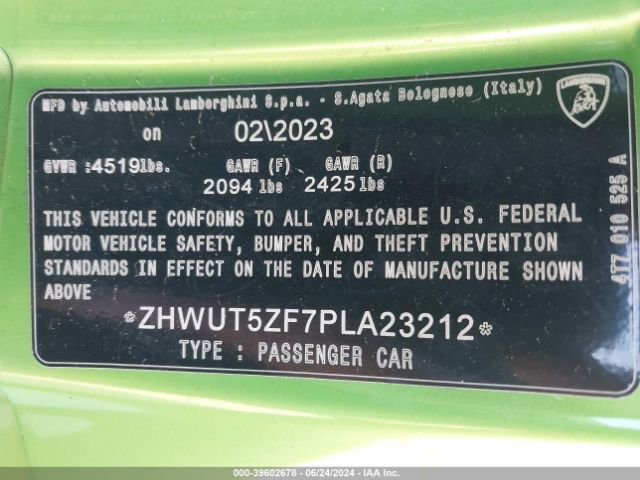 MFD by Automobili Lamborghini S.p.a. - S.Agata Bolognese (Italy)
LAMBORGHINI
on 02\2023
GVWR :4519lbs. GAWR (F) GAWR (R)
2094 lbs 2425 lbs
THIS VEHICLE CONFORMS TO ALL APPLICABLE U.S. FEDERAL
MOTOR VEHICLE SAFETY, BUMPER, AND THEFT PREVENTION
STANDARDS IN EFFECT ON THE DATE OF MANUFACTURE SHOWN
ABOVE
*ZHWUT5ZF7PLA23212*
TYPE : PASSENGER CAR
4T7 010 525 A
000-39602678 - 06/24/2024 - IAA Inc.